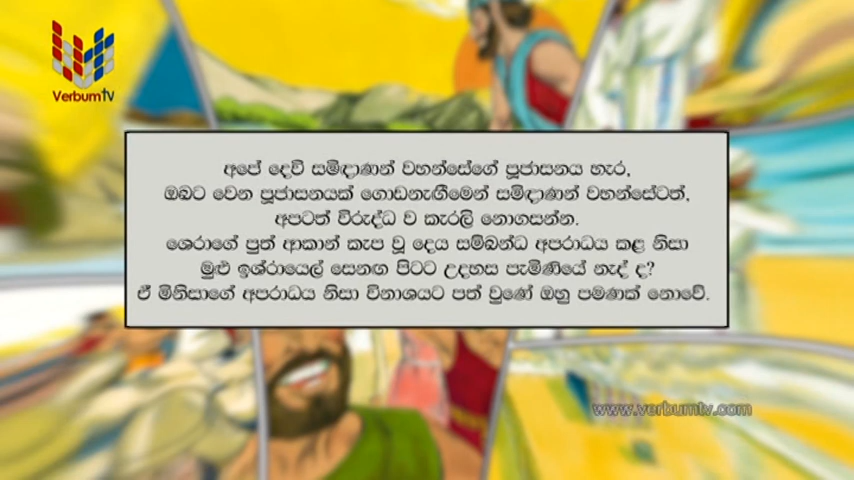 VerbumTV
අපේ දෙවි සමිඳාණන් වහන්සේගේ පූජාසනය හැර,
ඔබට වෙන පූජාසනයක් ගොඩනැඟීමෙන් සමිඳාණන් වහන්සේටත්,
අපටත් විරුද්ධ ව කැරලි නොගසන්න.
ශෙරාගේ පුත් ආකාන් කැප වූ දෙය සම්බන්ධ අපරාධය කළ නිසා
මුළු ඉශ්රායෙල් සෙනඟ පිටට උදහස පැමිණියේ නැද් ද?
ඒ මිනිසාගේ අපරාධය නිසා විනාශයට පත් වුණේ ඔහු පමණක් නොවේ.
www.verbumtv.com